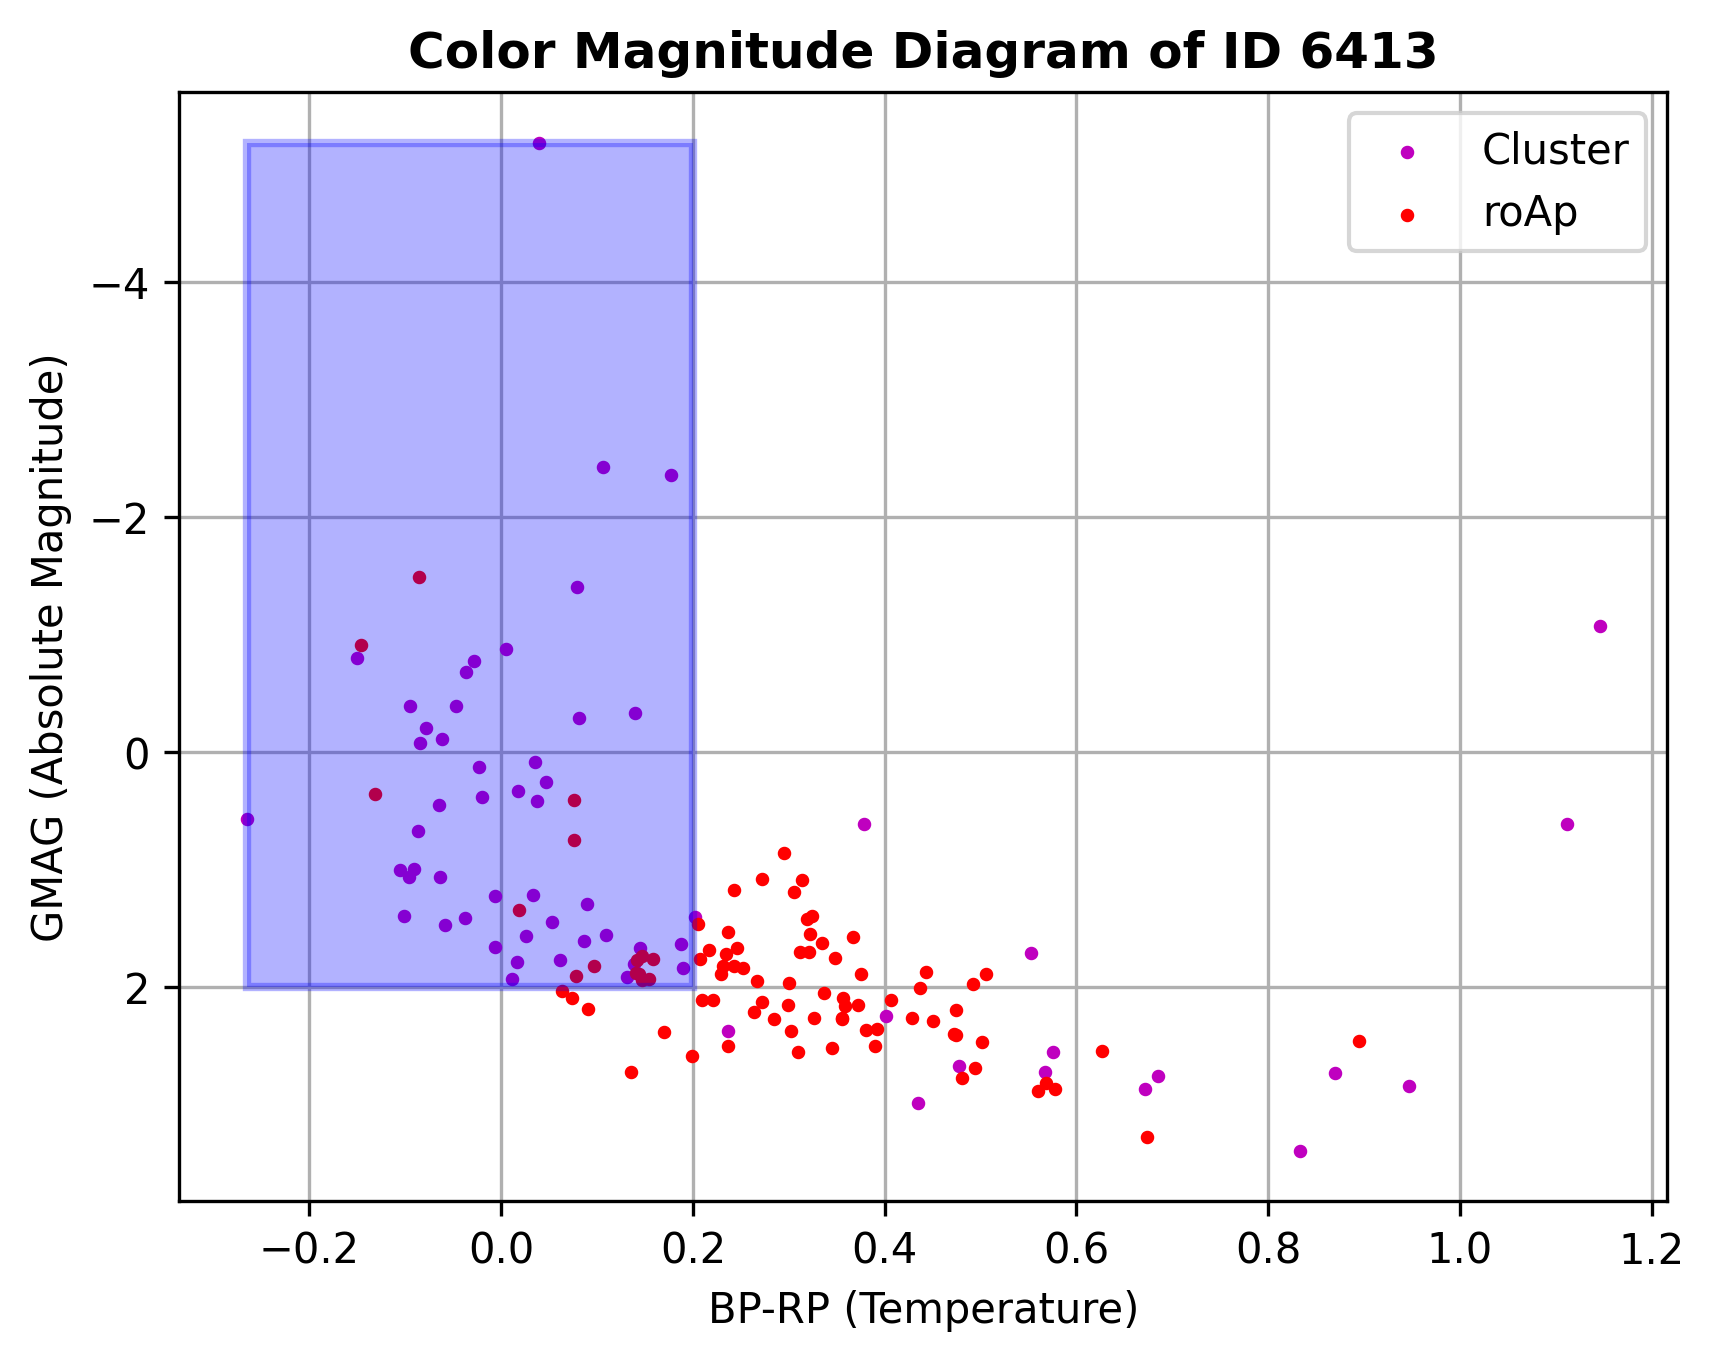 Color Magnitude Diagram of ID 6413
Cluster
roAp
−4
−2
0
2
GMAG (Absolute Magnitude)
−0.2 0.0 0.2 0.4 0.6 0.8 1.0 1.2
BP-RP (Temperature)